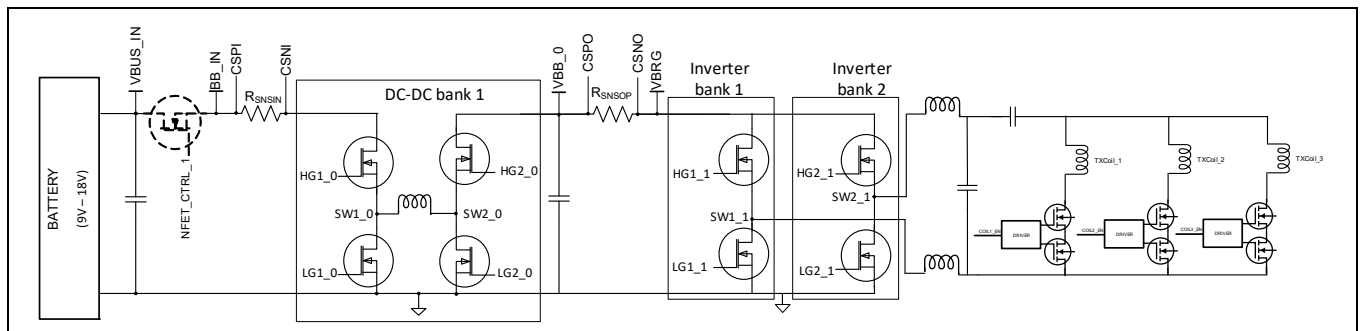 BATTERY
(9V – 18V)
VBUS_IN
NFET_CTRL_1
BB_IN
CSPI
RSNSIN
CSNI
DC-DC bank 1
HG1_0
HG2_0
SW1_0
SW2_0
LG1_0
LG2_0
VBB_0
CSPO
RSNSOP
CSNO
VBRG
Inverter
bank 1
HG1_1
SW1_1
LG1_1
Inverter
bank 2
HG2_1
SW2_1
LG2_1
TXCoil_1
TXCoil_2
TXCoil_3
COIL1_EN
DRIVER
COIL2_EN
DRIVER
COIL3_EN
DRIVER